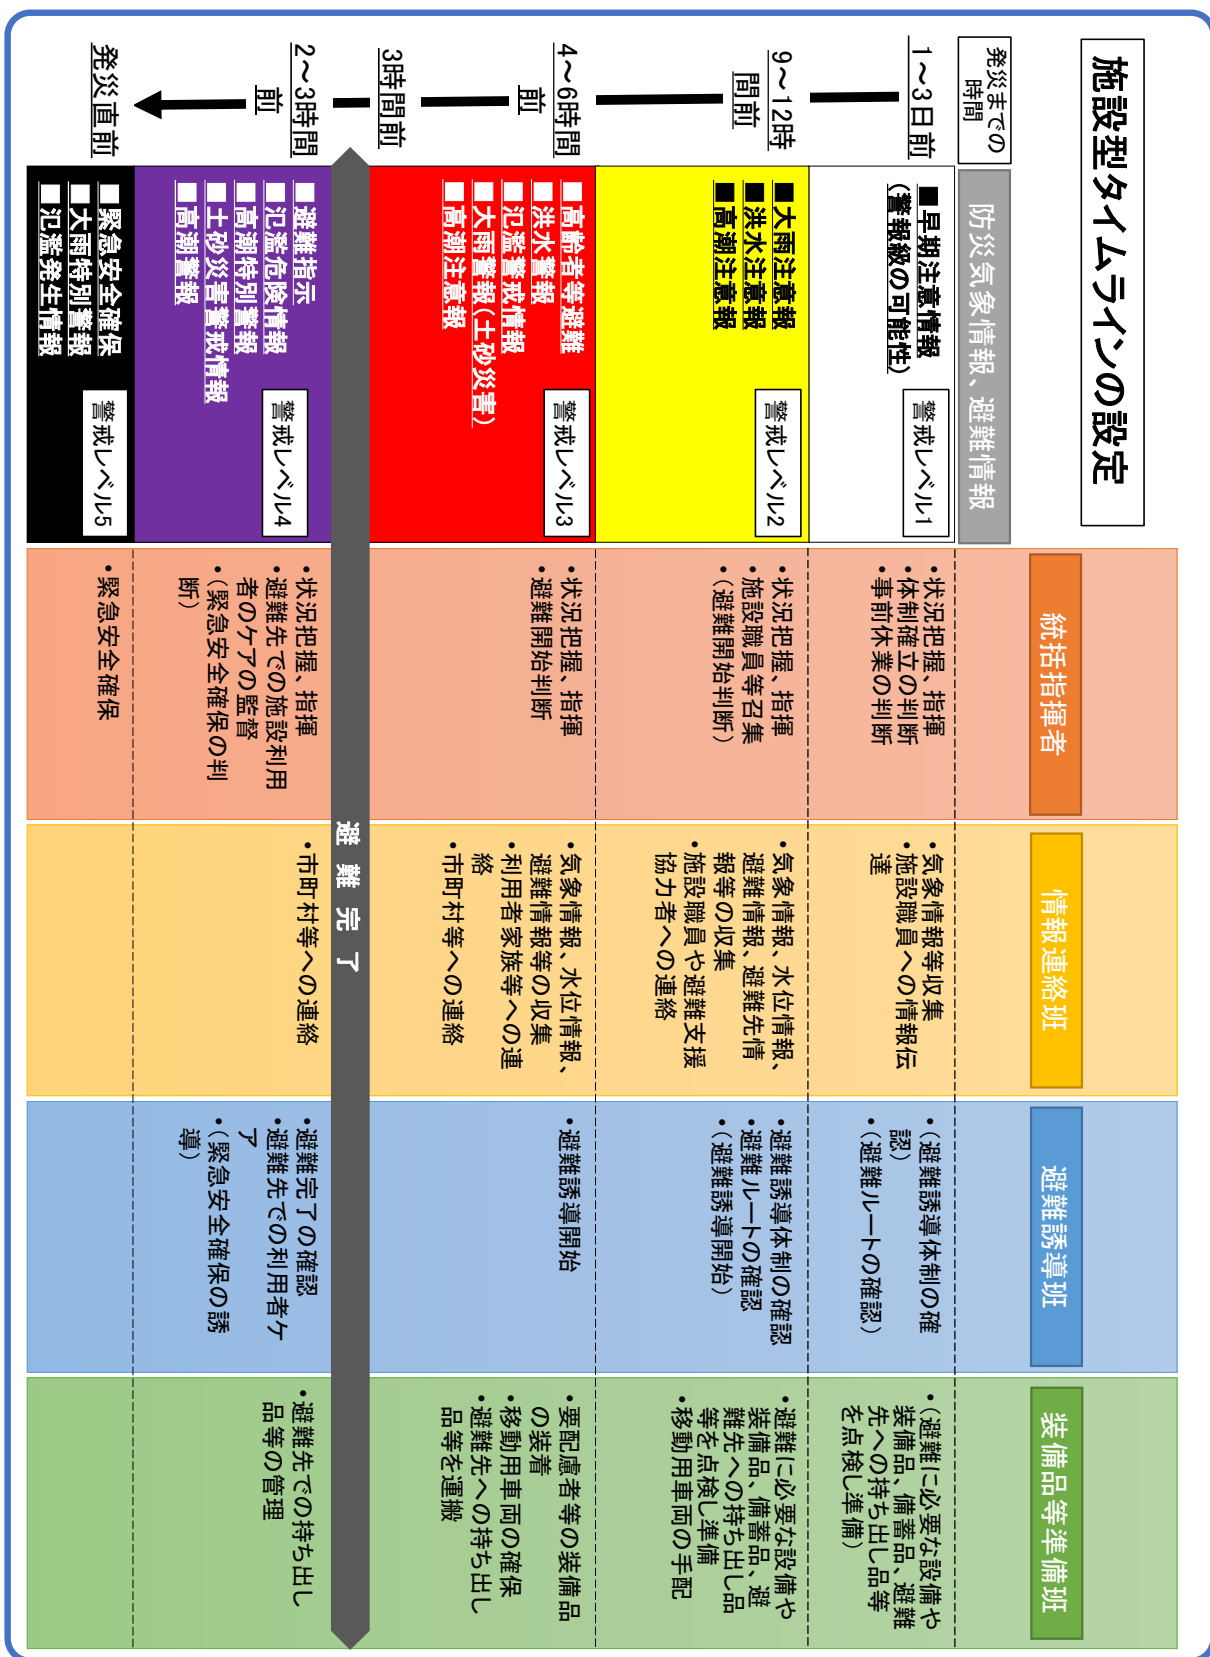 施設型タイムラインの設定
発災までの
時間
防災気象情報、避難情報
統括指揮者
情報連絡班
避難誘導班
装備品等準備班
1～3日前
■早期注意情報
（警報級の可能性）
警戒レベル1
・状況把握、指揮
・体制確立の判断
・事前休業の判断
・気象情報等収集
・施設職員への情報伝
達
・（避難誘導体制の確
認）
・（避難ルートの確認）
・（避難に必要な設備や
装備品、備蓄品、避難
先への持ち出し品等
を点検し準備）
9～12時
間前
■大雨注意報
■洪水注意報
■高潮注意報
警戒レベル2
・状況把握、指揮
・施設職員等召集
・（避難開始判断）
・気象情報、水位情報、
避難情報、避難先情
報等の収集
・施設職員や避難支援
協力者への連絡
・避難誘導体制の確認
・避難ルートの確認
・（避難誘導開始）
・避難に必要な設備や
装備品、備蓄品、避
難先への持ち出し品
等を点検し準備
・移動用車両の手配
4～6時間
前
■高齢者等避難
■洪水警報
■氾濫警戒情報
■大雨警報（土砂災害）
■高潮注意報
警戒レベル3
・状況把握、指揮
・避難開始判断
・気象情報、水位情報、
避難情報等の収集
・利用者家族等への連
絡
・市町村等への連絡
・避難誘導開始
・要配慮者等の装備品
の装着
・移動用車両の確保
・避難先への持ち出し
品等を運搬
3時間前
避難完了
2～3時間
前
■避難指示
■氾濫危険情報
■高潮特別警報
■土砂災害警戒情報
■高潮警報
警戒レベル4
・状況把握、指揮
・避難先での施設利用
者のケアの監督
・（緊急安全確保の判
断）
・市町村等への連絡
・避難完了の確認
・避難先での利用者ケ
ア
・（緊急安全確保の誘
導）
・避難先での持ち出し
品等の管理
発災直前
■緊急安全確保
■大雨特別警報
■氾濫発生情報
警戒レベル5
・緊急安全確保